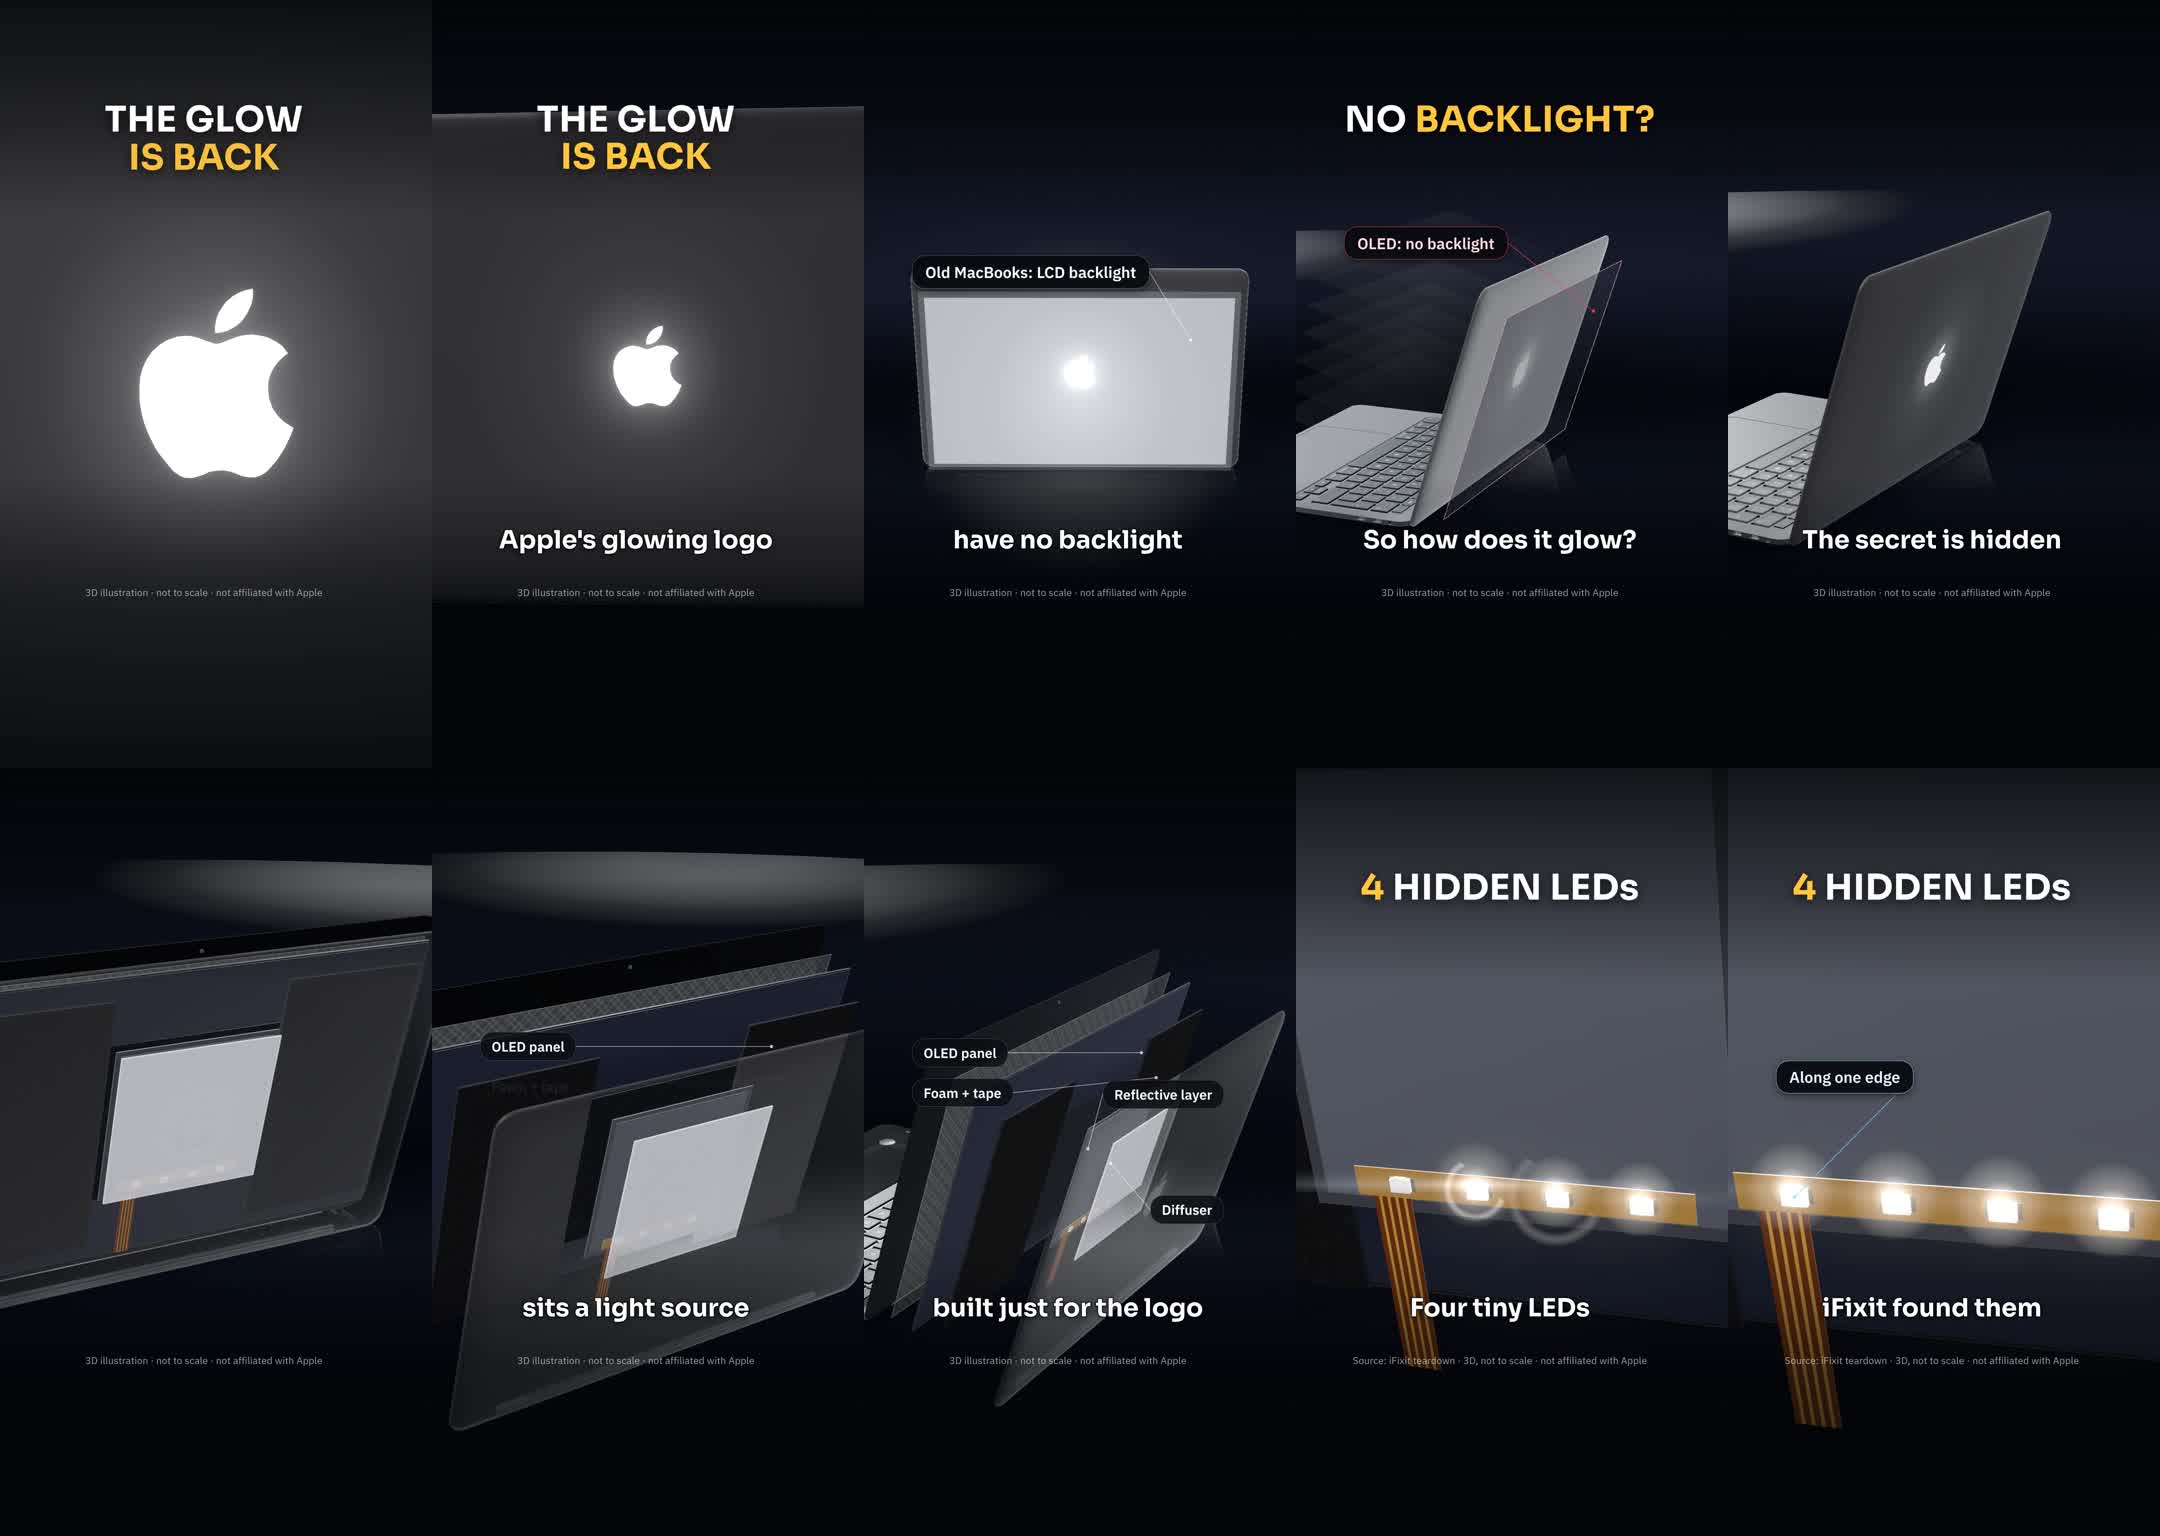 THE GLOW
IS BACK
3D illustration · not to scale · not affiliated with Apple
THE GLOW
IS BACK
Apple's glowing logo
3D illustration · not to scale · not affiliated with Apple
Old MacBooks: LCD backlight
have no backlight
3D illustration · not to scale · not affiliated with Apple
NO BACKLIGHT?
OLED: no backlight
So how does it glow?
3D illustration · not to scale · not affiliated with Apple
The secret is hidden
3D illustration · not to scale · not affiliated with Apple
3D illustration · not to scale · not affiliated with Apple
OLED panel
Foam + tape
sits a light source
3D illustration · not to scale · not affiliated with Apple
OLED panel
Foam + tape
Reflective layer
Diffuser
built just for the logo
3D illustration · not to scale · not affiliated with Apple
4 HIDDEN LEDs
Four tiny LEDs
Source: iFixit teardown · 3D, not to scale · not affiliated with Apple
4 HIDDEN LEDs
Along one edge
iFixit found them
Source: iFixit teardown · 3D, not to scale · not affiliated with Apple